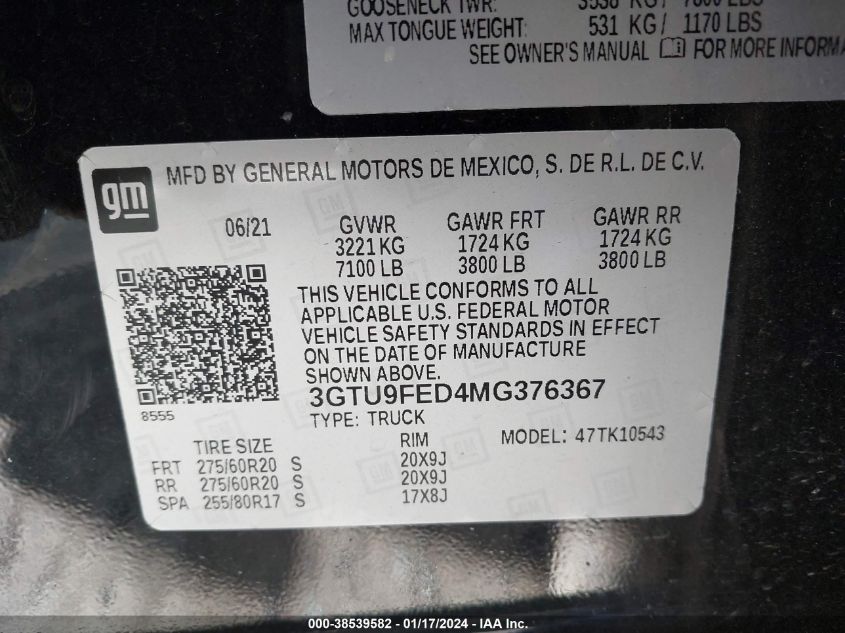 GOOSENECK TWR: 3538 KG/ 7800 LBS
MAX TONGUE WEIGHT: 531 KG/ 1170 LBS
SEE OWNER'S MANUAL FOR MORE INFORMA
gm
MFD BY GENERAL MOTORS DE MEXICO, S. DE R.L. DE C.V.
06/21 GVWR GAWR FRT GAWR RR
3221 KG 1724 KG 1724 KG
7100 LB 3800 LB 3800 LB
THIS VEHICLE CONFORMS TO ALL
APPLICABLE U.S. FEDERAL MOTOR
VEHICLE SAFETY STANDARDS IN EFFECT
ON THE DATE OF MANUFACTURE
SHOWN ABOVE.
3GTU9FED4MG376367
8555
TYPE: TRUCK
TIRE SIZE RIM MODEL: 47TK10543
FRT 275/60R20 S 20X9J
RR 275/60R20 S 20X9J
SPA 255/80R17 S 17X8J
000-38539582 - 01/17/2024 - IAA Inc.